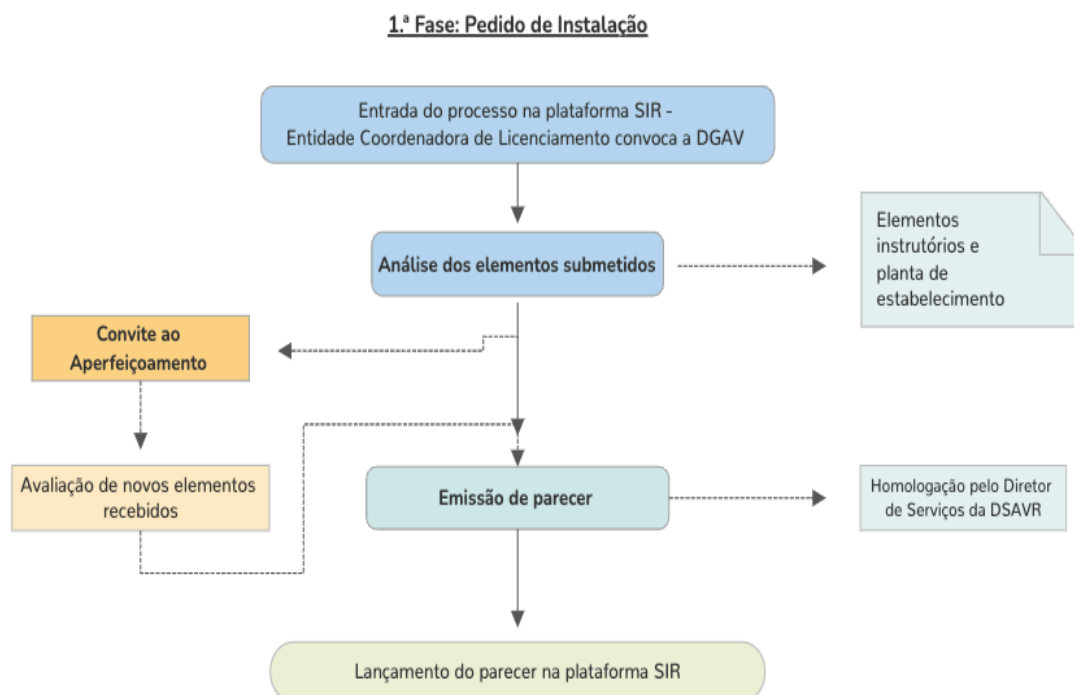 1.ª Fase: Pedido de Instalação
Entrada do processo na plataforma SIR -
Entidade Coordenadora de Licenciamento convoca a DGAV
Análise dos elementos submetidos
Elementos
instrutórios e
planta de
estabelecimento
Convite ao
Aperfeiçoamento
Avaliação de novos elementos
recebidos
Emissão de parecer
Homologação pelo Diretor
de Serviços da DSAVR
Lançamento do parecer na plataforma SIR